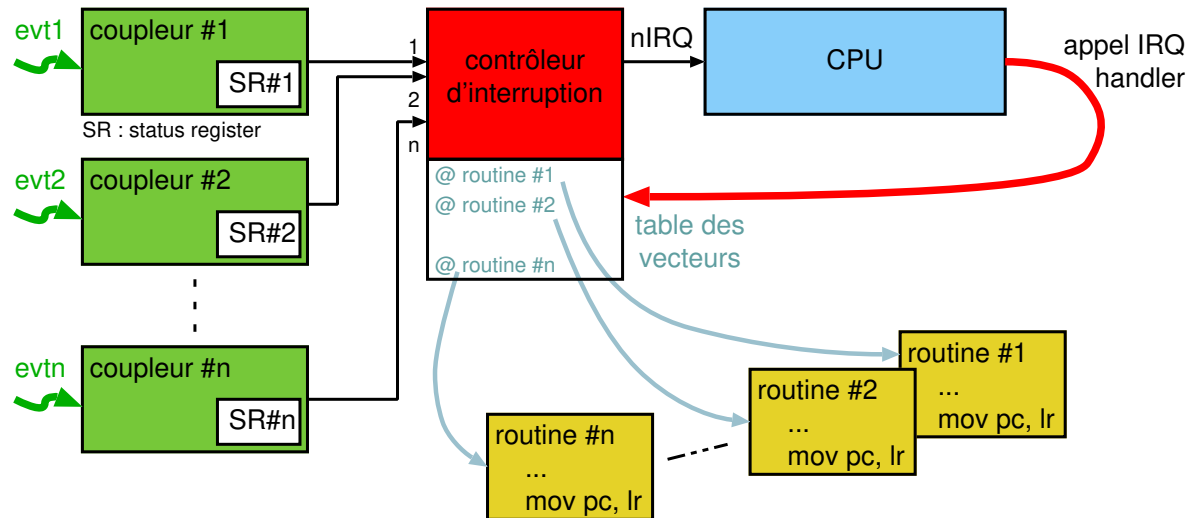 evt1
coupleur #1
SR#1
SR : status register
evt2
coupleur #2
SR#2
evtn
coupleur #n
SR#n
1
2
n
contrôleur
d'interruption
nIRQ
CPU
appel IRQ
handler
@ routine #1
@ routine #2
@ routine #n
table des
vecteurs
routine #1
...
mov pc, lr
routine #2
...
mov pc, lr
routine #n
...
mov pc, lr